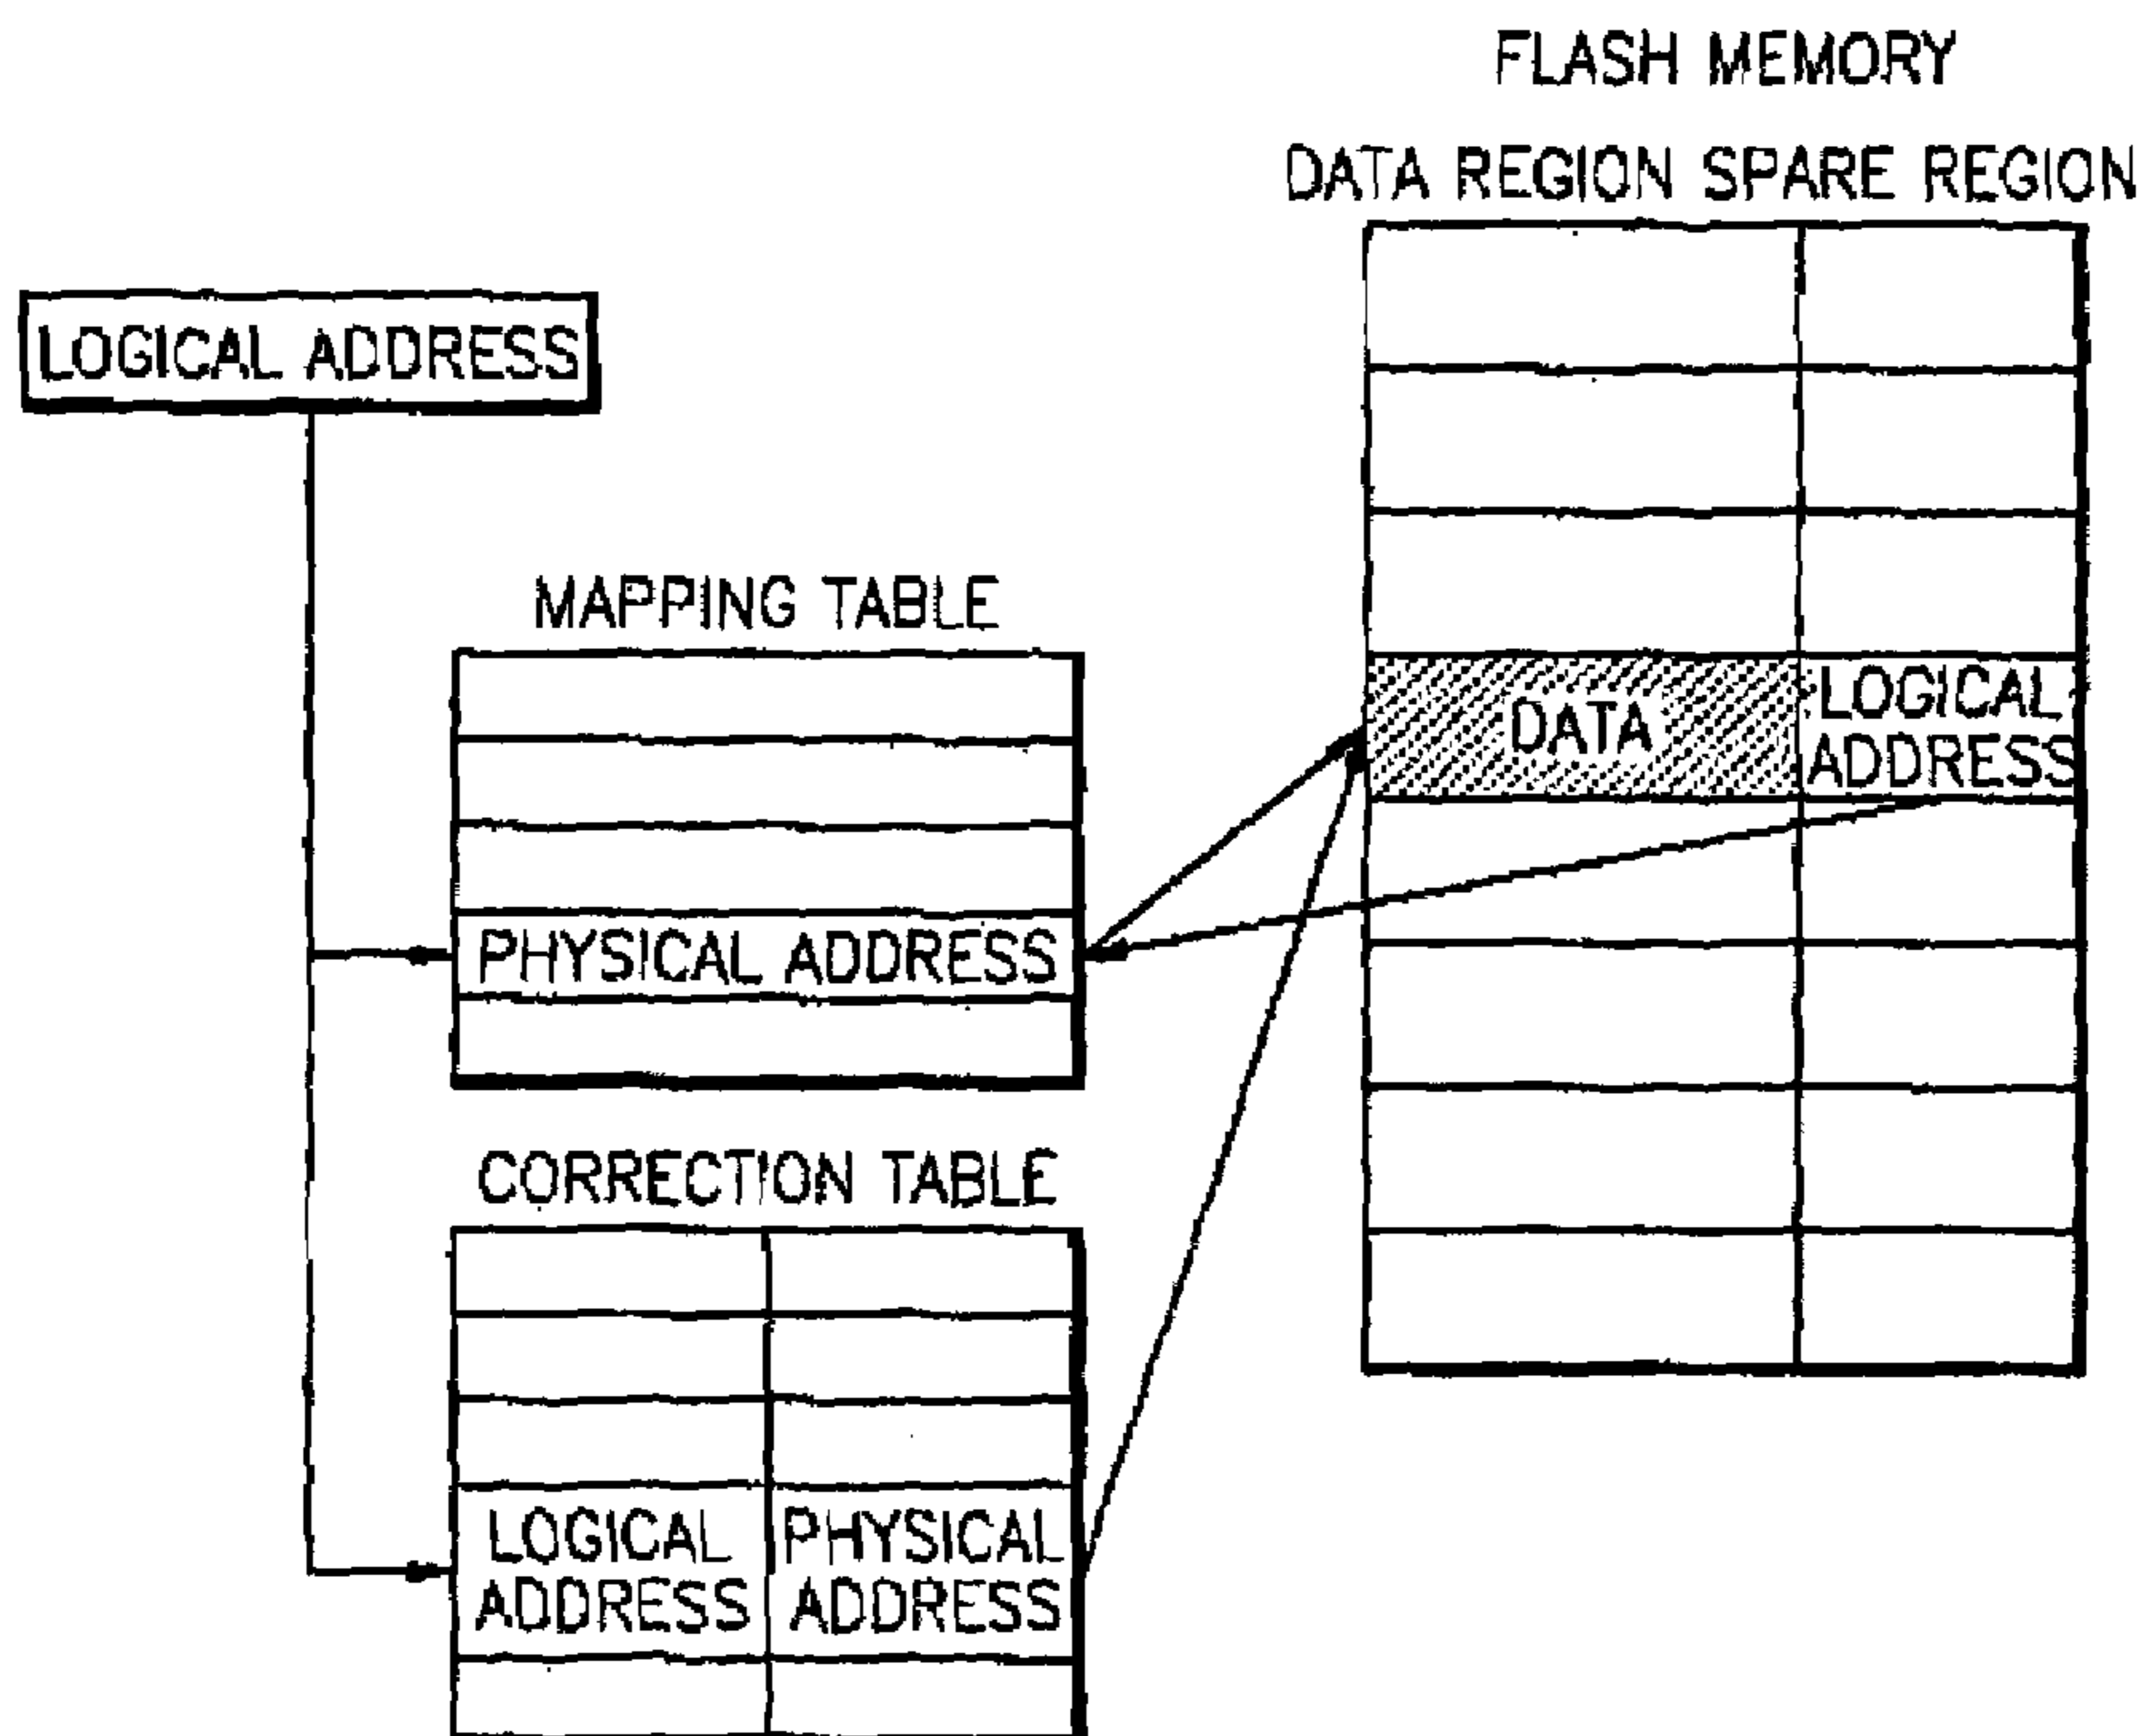 FLASH MEMORY
DATA REGION SPARE REGION
LOGICAL ADDRESS
MAPPING TABLE
DATA
LOGICAL
ADDRESS
PHYSICAL ADDRESS
CORRECTION TABLE
LOGICAL
ADDRESS
PHYSICAL
ADDRESS